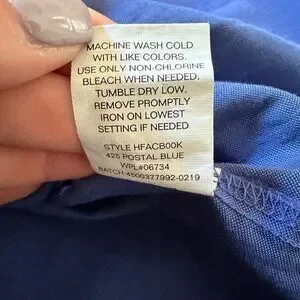 MACHINE WASH COLD
WITH LIKE COLORS.
USE ONLY NON-CHLORINE
BLEACH WHEN NEEDED.
TUMBLE DRY LOW.
REMOVE PROMPTLY
IRON ON LOWEST
SETTING IF NEEDED
STYLE HFACB00K
425 POSTAL BLUE
WPL#06734
BATCH-4500377992-0219